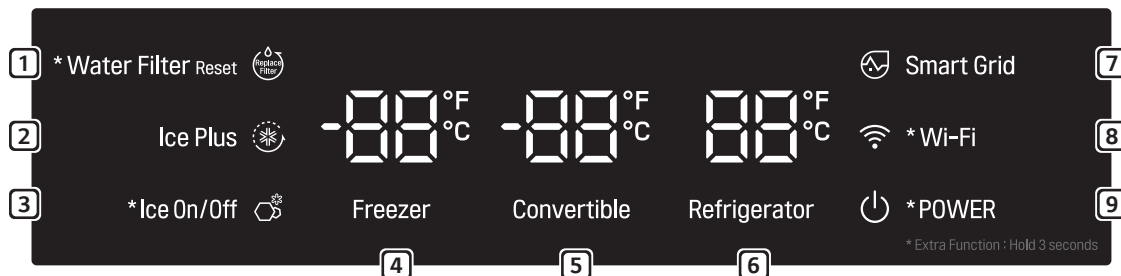 1 * Water Filter Reset Replace Filter
2 Ice Plus
3 *Ice On/Off
-88 °F °C
-88 °F °C
88 °F °C
Freezer
Convertible
Refrigerator
4
5
6
Smart Grid 7
* Wi-Fi 8
*POWER 9
* Extra Function : Hold 3 seconds